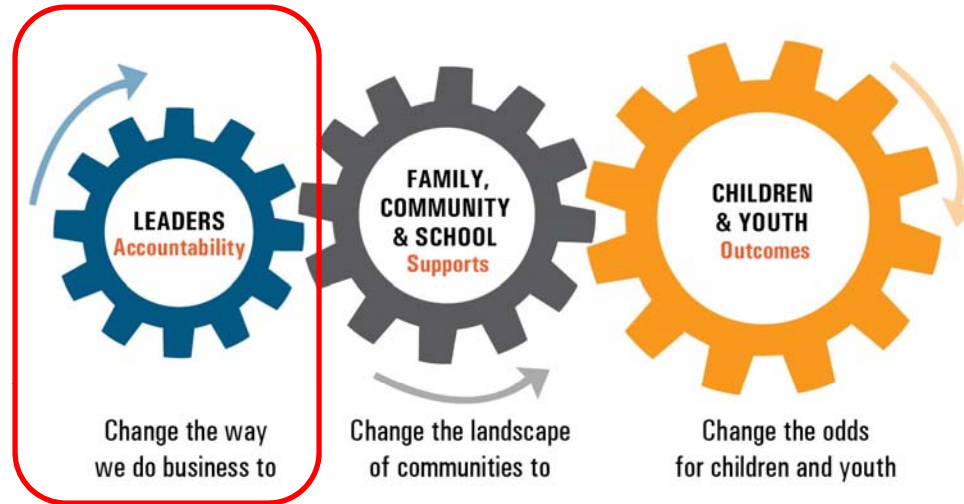 LEADERS
Accountability
FAMILY,
COMMUNITY
& SCHOOL
Supports
CHILDREN
& YOUTH
Outcomes
Change the way
we do business to
Change the landscape
of communities to
Change the odds
for children and youth